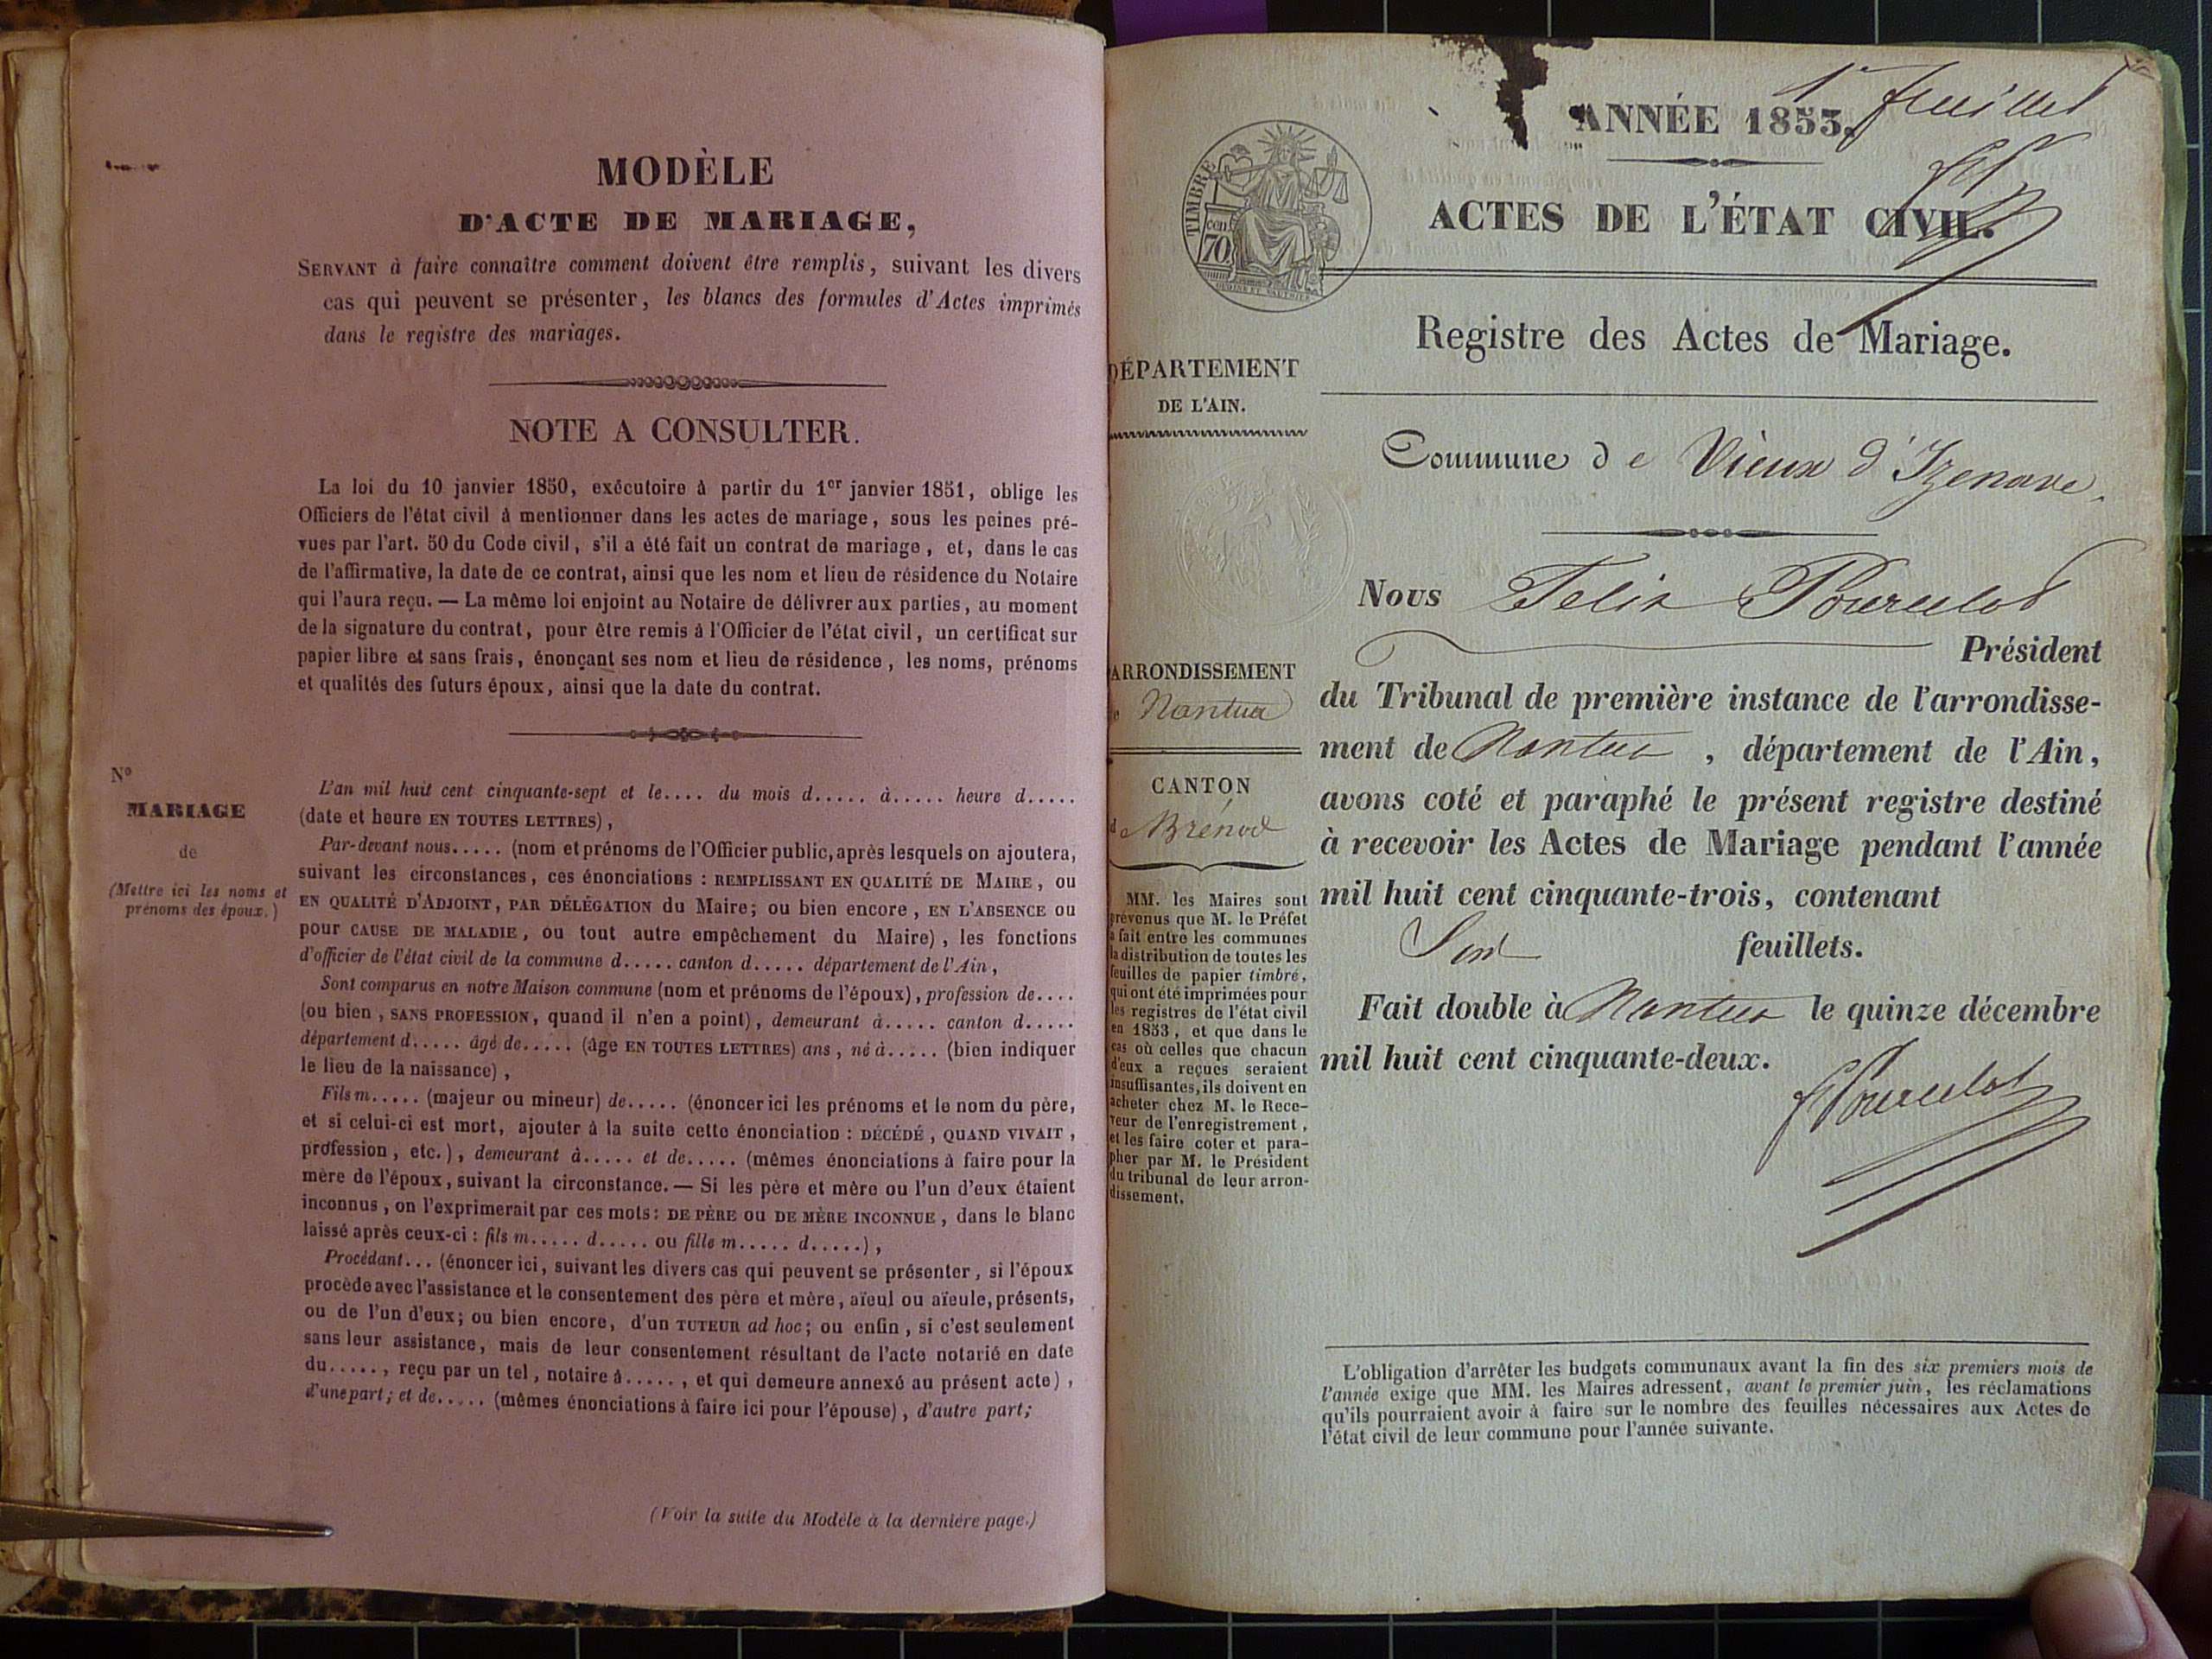 MODÈLE
D'ACTE DE MARIAGE,
SERVANT à faire connaître comment doivent être remplis, suivant les divers
cas qui peuvent se présenter, les blancs des formules d'Actes imprimés
dans le registre des mariages.
NOTE A CONSULTER.
La loi du 10 janvier 1850, exécutoire à partir du 1er janvier 1851, oblige les
Officiers de l'état civil à mentionner dans les actes de mariage, sous les peines pré-
vues par l'art. 50 du Code civil, s'il a été fait un contrat de mariage, et, dans le cas
de l'affirmative, la date de ce contrat, ainsi que les nom et lieu de résidence du Notaire
qui l'aura reçu. — La même loi enjoint au Notaire de délivrer aux parties, au moment
de la signature du contrat, pour être remis à l'Officier de l'état civil, un certificat sur
papier libre et sans frais, énonçant ses nom et lieu de résidence, les noms, prénoms
et qualités des futurs époux, ainsi que la date du contrat.
No
MARIAGE
de
(Mettre ici les noms et
prénoms des époux.)
L'an mil huit cent cinquante-sept et le.... du mois d..... à..... heure d.....
(date et heure EN TOUTES LETTRES),
Par-devant nous..... (nom et prénoms de l'Officier public, après lesquels on ajoutera,
suivant les circonstances, ces énonciations : REMPLISSANT EN QUALITÉ DE MAIRE, ou
EN QUALITÉ D'ADJOINT, PAR DÉLÉGATION du Maire; ou bien encore, EN L'ABSENCE ou
pour CAUSE DE MALADIE, ou tout autre empêchement du Maire), les fonctions
d'officier de l'état civil de la commune d..... canton d..... département de l'Ain,
Sont comparus en notre Maison commune (nom et prénoms de l'époux), profession de....
(ou bien, SANS PROFESSION, quand il n'en a point), demeurant à..... canton d.....
département d..... âgé de..... (âge EN TOUTES LETTRES) ans, né à..... (bien indiquer
le lieu de la naissance),
Fils m..... (majeur ou mineur) de..... (énoncer ici les prénoms et le nom du père,
et si celui-ci est mort, ajouter à la suite cette énonciation : DÉCÉDÉ, QUAND VIVAIT,
profession, etc.), demeurant à..... et de..... (mêmes énonciations à faire pour la
mère de l'époux, suivant la circonstance. — Si les père et mère ou l'un d'eux étaient
inconnus, on l'exprimerait par ces mots: DE PÈRE ou DE MÈRE INCONNUE, dans le blanc
laissé après ceux-ci : fils m..... d..... ou fille m..... d.....),
Procédant... (énoncer ici, suivant les divers cas qui peuvent se présenter, si l'époux
procède avec l'assistance et le consentement des père et mère, aïeul ou aïeule, présents,
ou de l'un d'eux; ou bien encore, d'un TUTEUR ad hoc; ou enfin, si c'est seulement
sans leur assistance, mais de leur consentement résultant de l'acte notarié en date
du....., reçu par un tel, notaire à....., et qui demeure annexé au présent acte),
d'une part; et de..... (mêmes énonciations à faire ici pour l'épouse), d'autre part;
(Voir la suite du Modèle à la dernière page.)
1er feuillet
ANNÉE 1853.
TIMBRE
cen.
70
ACTES DE L'ÉTAT CIVIL.
Registre des Actes de Mariage.
DÉPARTEMENT
DE L'AIN.
Commune de Vieux d'Izenave.
Nous Felix Pourcelot
Président
ARRONDISSEMENT
de Nantua
du Tribunal de première instance de l'arrondisse-
ment de Nantua, département de l'Ain,
avons coté et paraphé le présent registre destiné
à recevoir les Actes de Mariage pendant l'année
mil huit cent cinquante-trois, contenant
feuillets.
Fait double à Nantua le quinze décembre
mil huit cent cinquante-deux.
FPourcelot
CANTON
de Brénod
MM. les Maires sont
prévenus que M. le Préfet
a fait entre les communes
la distribution de toutes les
feuilles de papier timbré,
qui ont été imprimées pour
les registres de l'état civil
en 1853, et que dans le
cas où celles que chacun
d'eux a reçues seraient
insuffisantes, ils doivent en
acheter chez M. le Rece-
veur de l'enregistrement,
et les faire coter et para-
pher par M. le Président
du tribunal de leur arron-
dissement.
L'obligation d'arrêter les budgets communaux avant la fin des six premiers mois de
l'année exige que MM. les Maires adressent, avant le premier juin, les réclamations
qu'ils pourraient avoir à faire sur le nombre des feuilles nécessaires aux Actes de
l'état civil de leur commune pour l'année suivante.